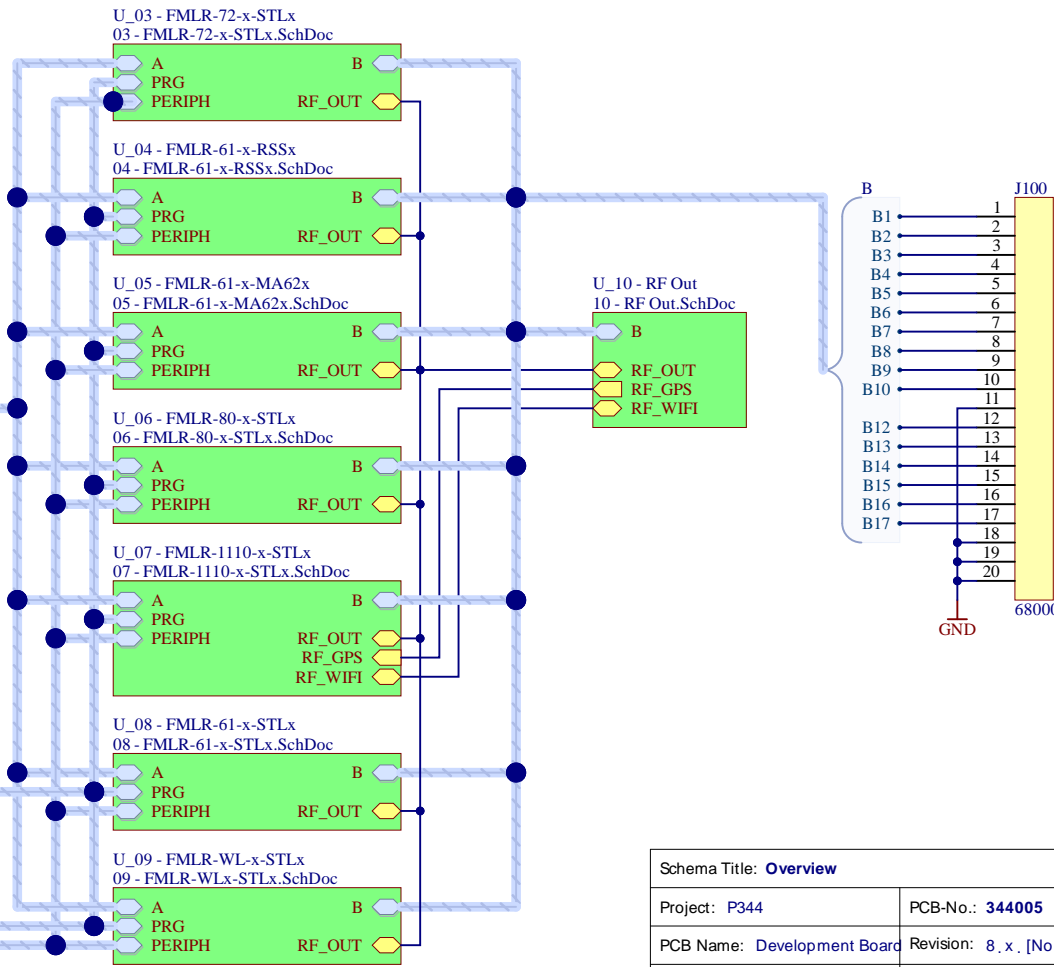 U_03 - FMLR-72-x-STLx
03 - FMLR-72-x-STLx.SchDoc
A B
PRG
PERIPH RF_OUT
U_04 - FMLR-61-x-RSSx
04 - FMLR-61-x-RSSx.SchDoc
A B
PRG
PERIPH RF_OUT
U_05 - FMLR-61-x-MA62x
05 - FMLR-61-x-MA62x.SchDoc
A B
PRG
PERIPH RF_OUT
U_06 - FMLR-80-x-STLx
06 - FMLR-80-x-STLx.SchDoc
A B
PRG
PERIPH RF_OUT
U_07 - FMLR-1110-x-STLx
07 - FMLR-1110-x-STLx.SchDoc
A B
PRG
PERIPH RF_OUT
RF_GPS
RF_WIFI
U_08 - FMLR-61-x-STLx
08 - FMLR-61-x-STLx.SchDoc
A B
PRG
PERIPH RF_OUT
U_09 - FMLR-WL-x-STLx
09 - FMLR-WLx-STLx.SchDoc
A B
PRG
PERIPH RF_OUT
U_10 - RF Out
10 - RF Out.SchDoc
B
RF_OUT
RF_GPS
RF_WIFI
B J100
B1 1
B2 2
B3 3
B4 4
B5 5
B6 6
B7 7
B8 8
B9 9
B10 10
11
B12 12
B13 13
B14 14
B15 15
B16 16
B17 17
18
19
20
68000
GND
Schema Title: Overview
Project: P344 PCB-No.: 344005
PCB Name: Development Board Revision: 8.x. [No